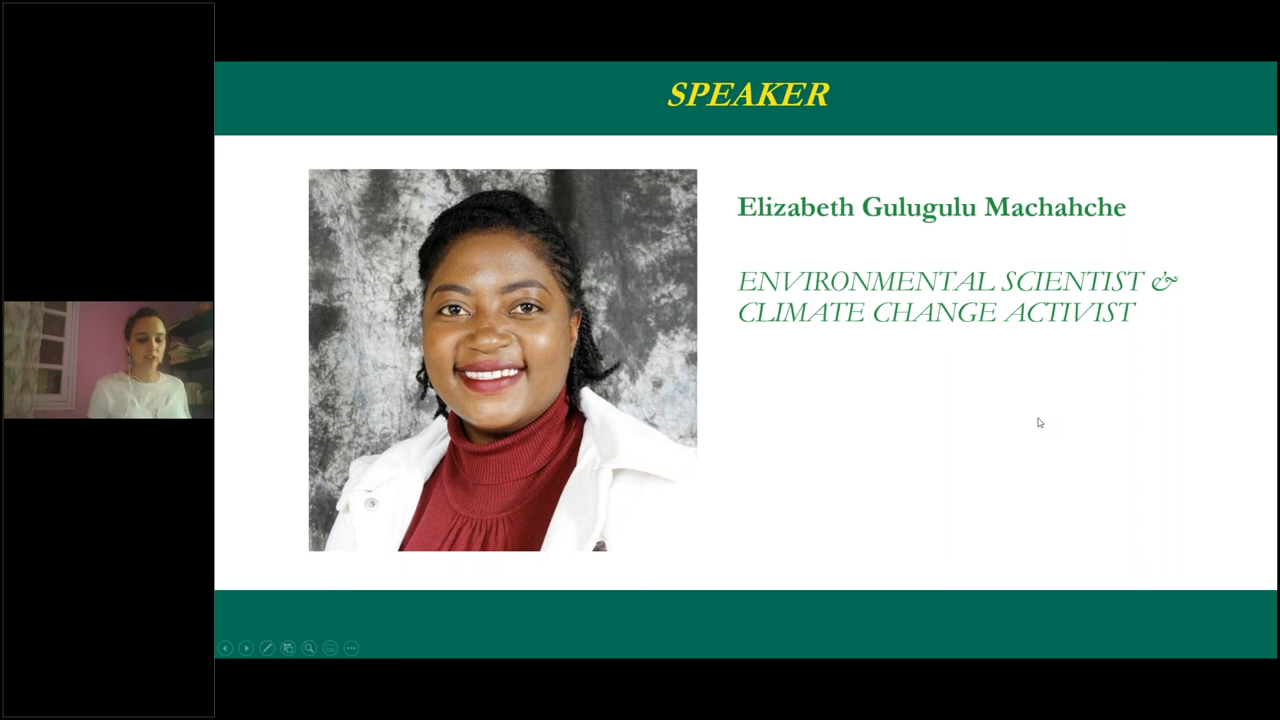 SPEAKER
Elizabeth Gulugulu Machahche
ENVIRONMENTAL SCIENTIST &
CLIMATE CHANGE ACTIVIST